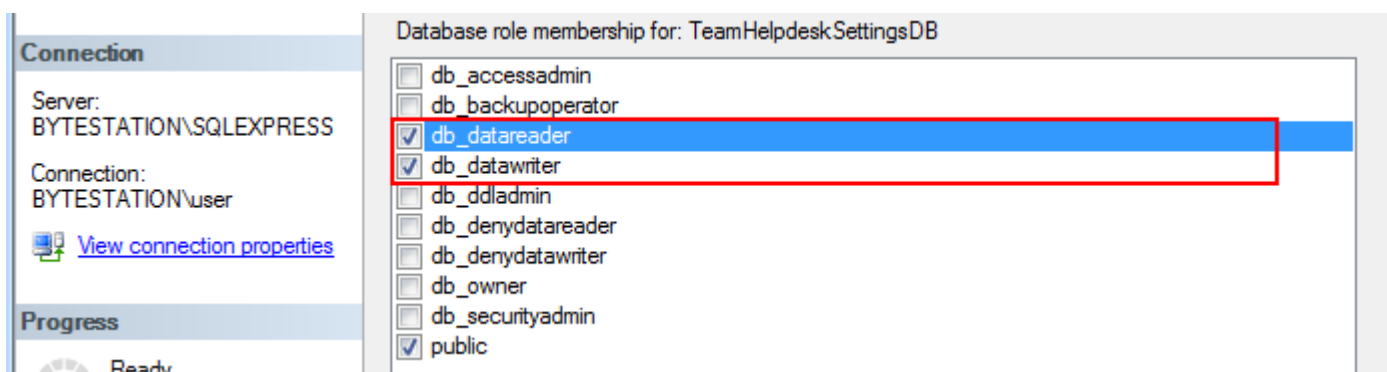 Connection
Server:
BYTESTATION\SQLEXPRESS
Connection:
BYTESTATION\user
View connection properties
Progress
Ready
Database role membership for: TeamHelpdeskSettingsDB
db_accessadmin
db_backupoperator
db_datareader
db_datawriter
db_ddladmin
db_denydatareader
db_denydatawriter
db_owner
db_securityadmin
public